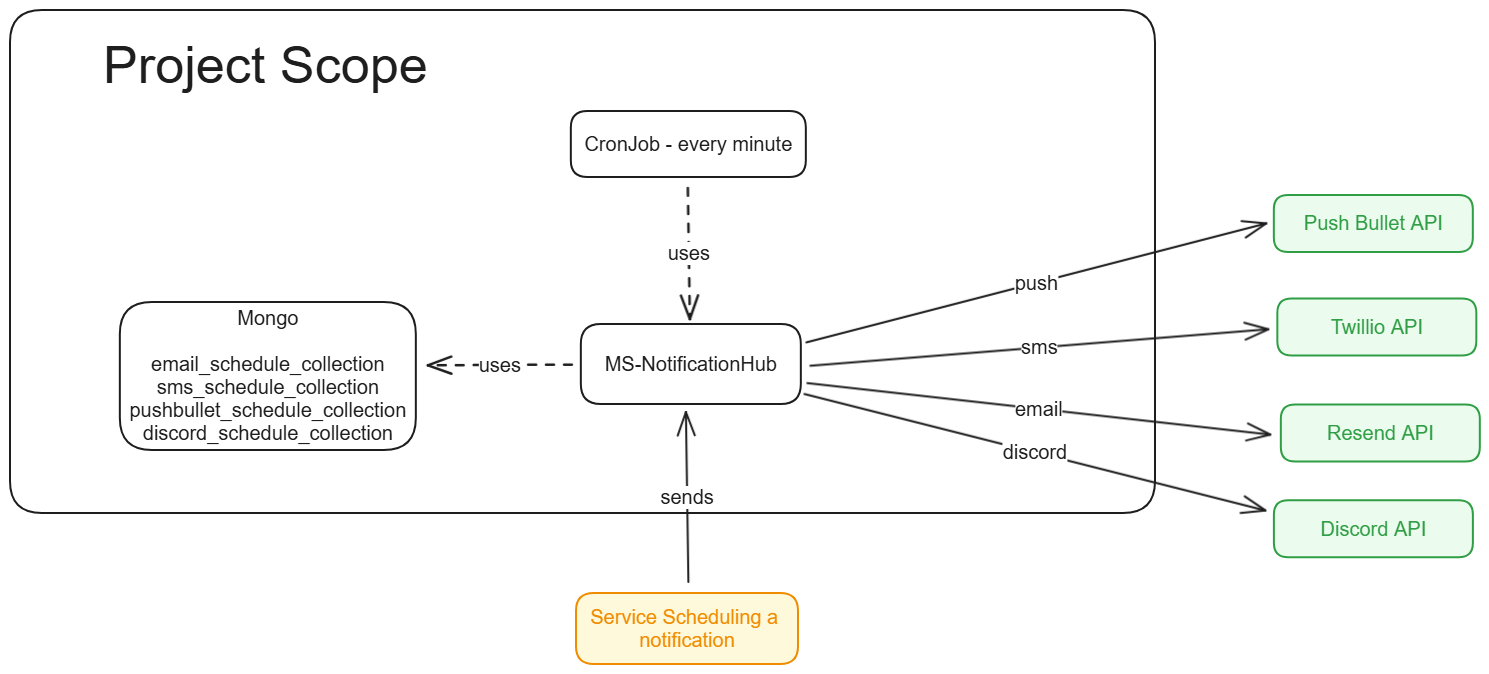 Project Scope
CronJob - every minute
uses
Push Bullet API
push
Mongo
Twillio API
sms
email_schedule_collection
uses
MS-NotificationHub
sms_schedule_collection
pushbullet_schedule_collection
email
discord_schedule_collection
Resend API
discord
sends
Discord API
Service Scheduling a
notification